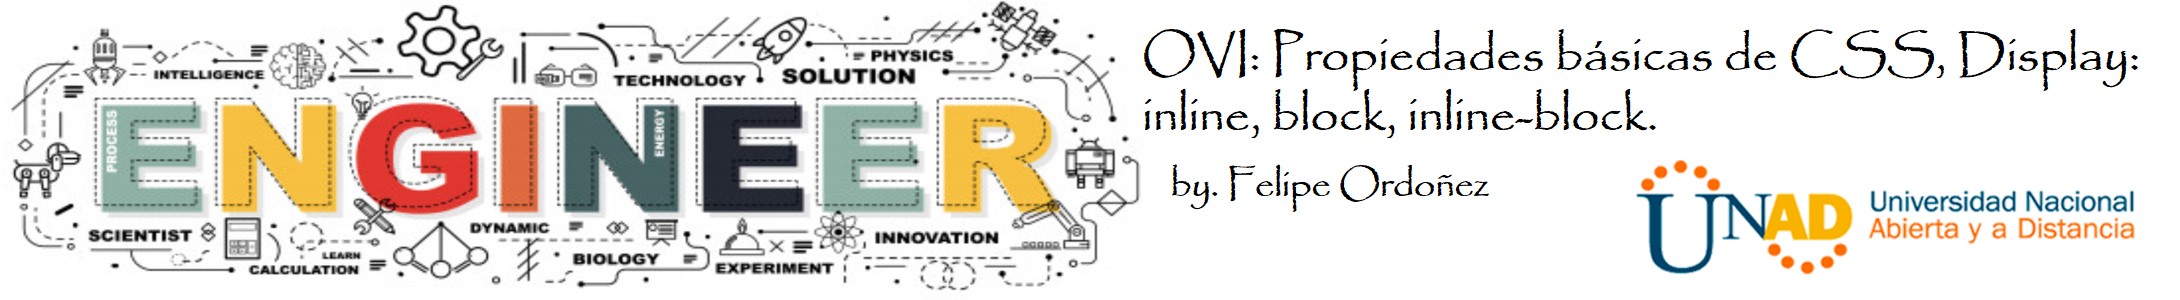 INTELLIGENCE
TECHNOLOGY
PHYSICS
SOLUTION
ENGINEER
PROCESS
ENERGY
SCIENTIST
LEARN
CALCULATION
DYNAMIC
BIOLOGY
EXPERIMENT
INNOVATION
OVI: Propiedades básicas de CSS, Display:
inline, block, inline-block.
by. Felipe Ordoñez
UNAD
Universidad Nacional
Abierta y a Distancia